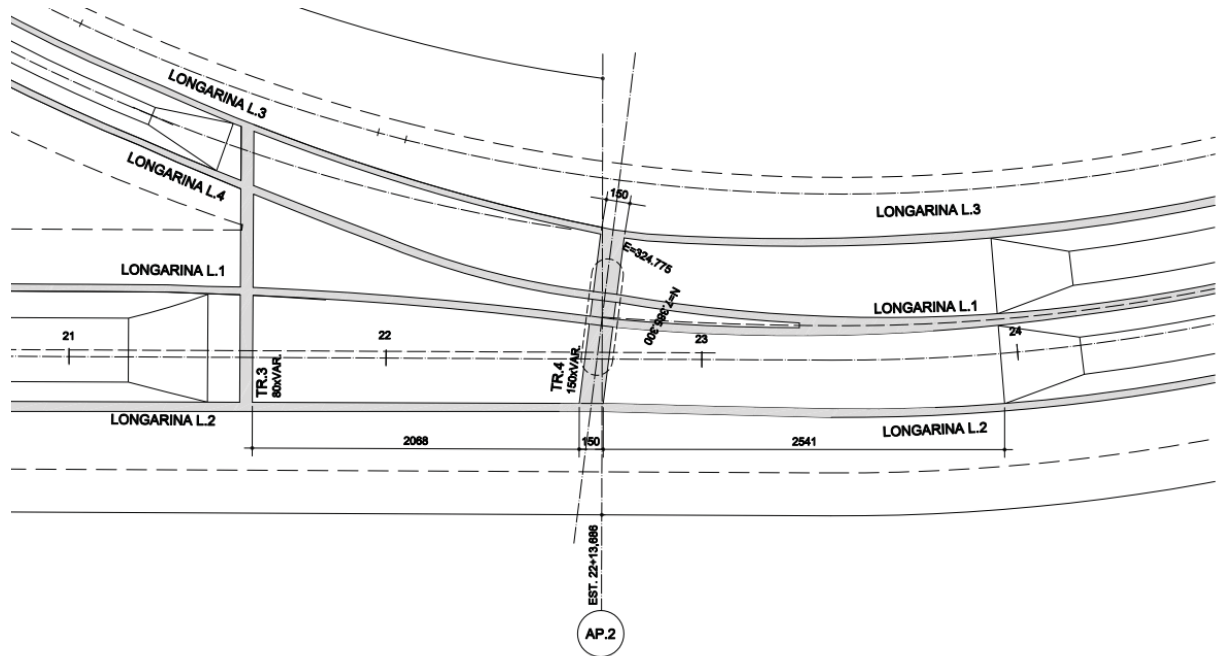 LONGARINA L.3
LONGARINA L.4
150
LONGARINA L.3
E=324.775
LONGARINA L.1
N=7.385.300
LONGARINA L.1
21
22
23
24
TR.3
80xVAR.
TR.4
150xVAR.
LONGARINA L.2
LONGARINA L.2
2068
150
2541
EST. 22+13,686
AP.2